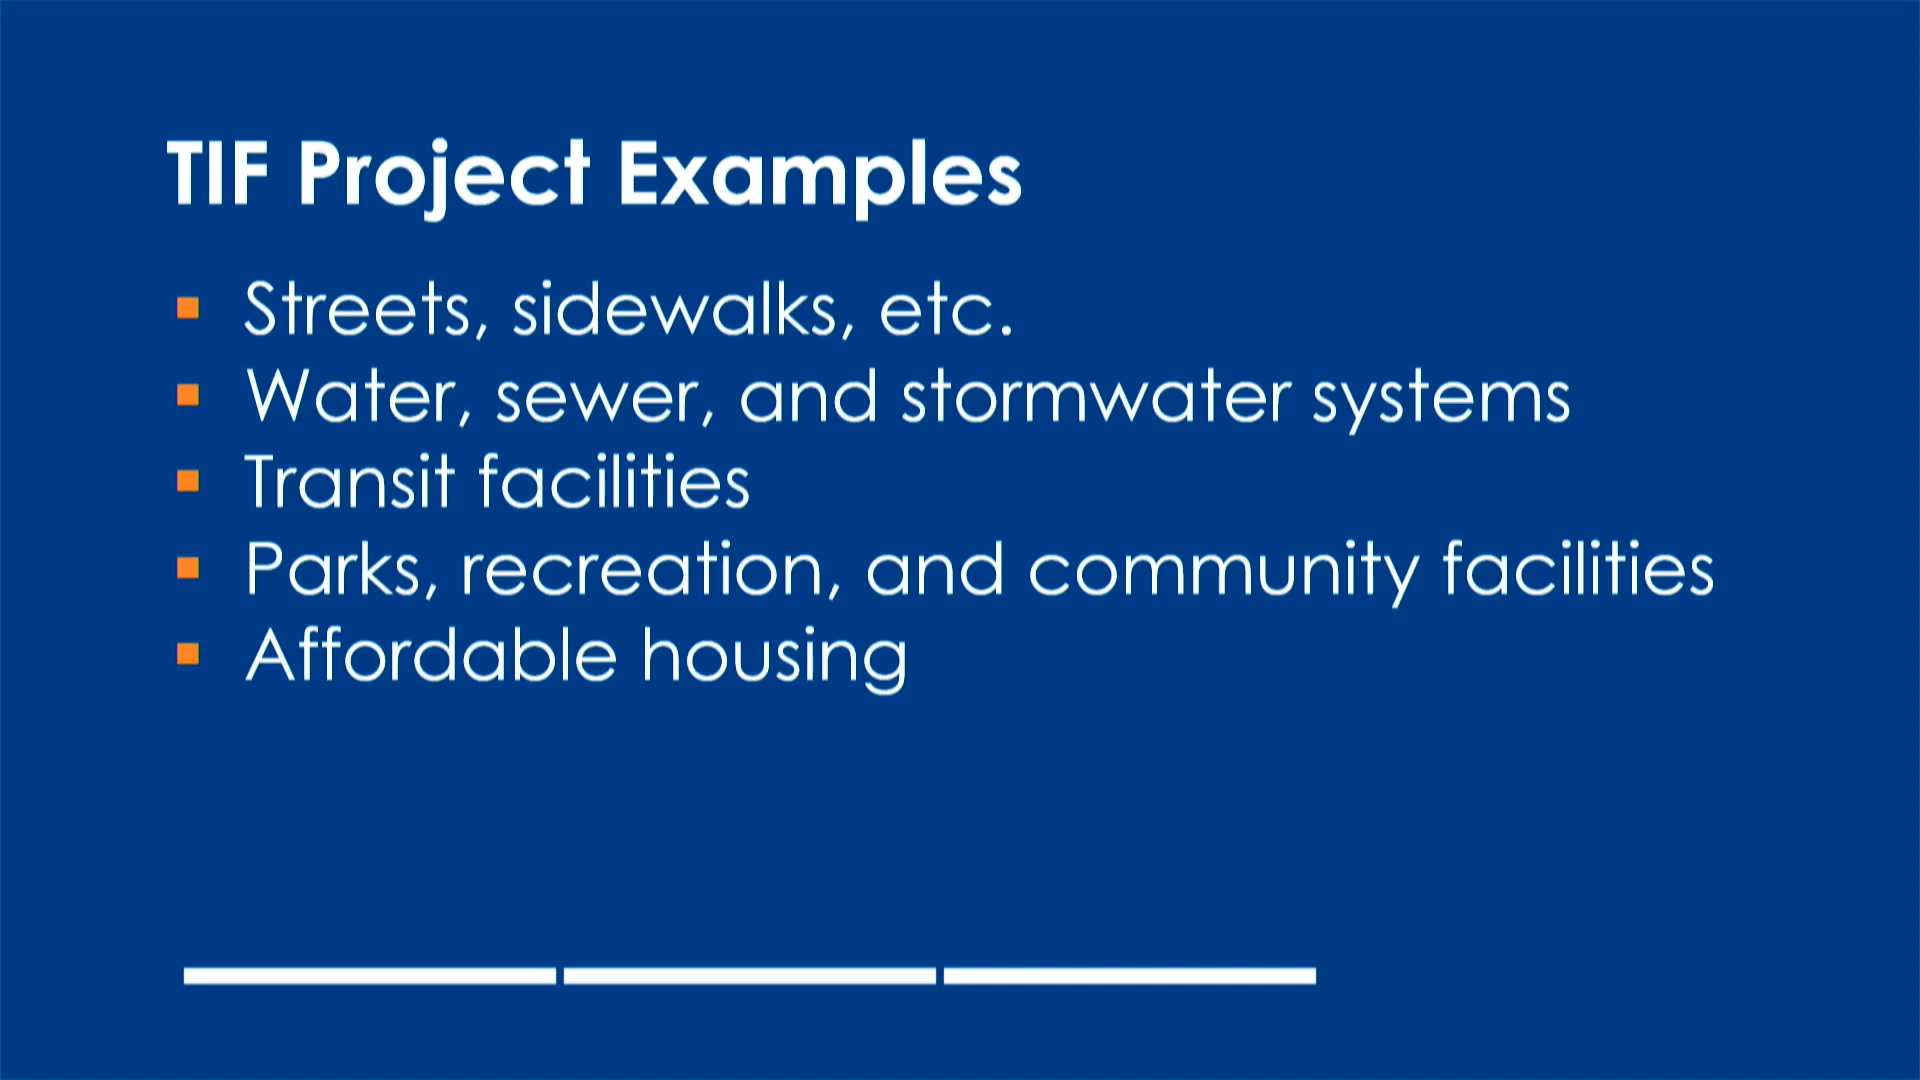 TIF Project Examples
Streets, sidewalks, etc.
Water, sewer, and stormwater systems
Transit facilities
Parks, recreation, and community facilities
Affordable housing